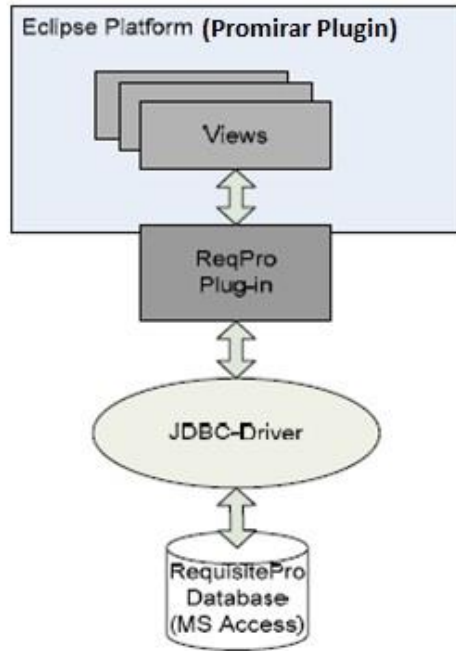 Eclipse Platform (Promirar Plugin)
Views
ReqPro
Plug-in
JDBC-Driver
RequisitePro
Database
(MS Access)